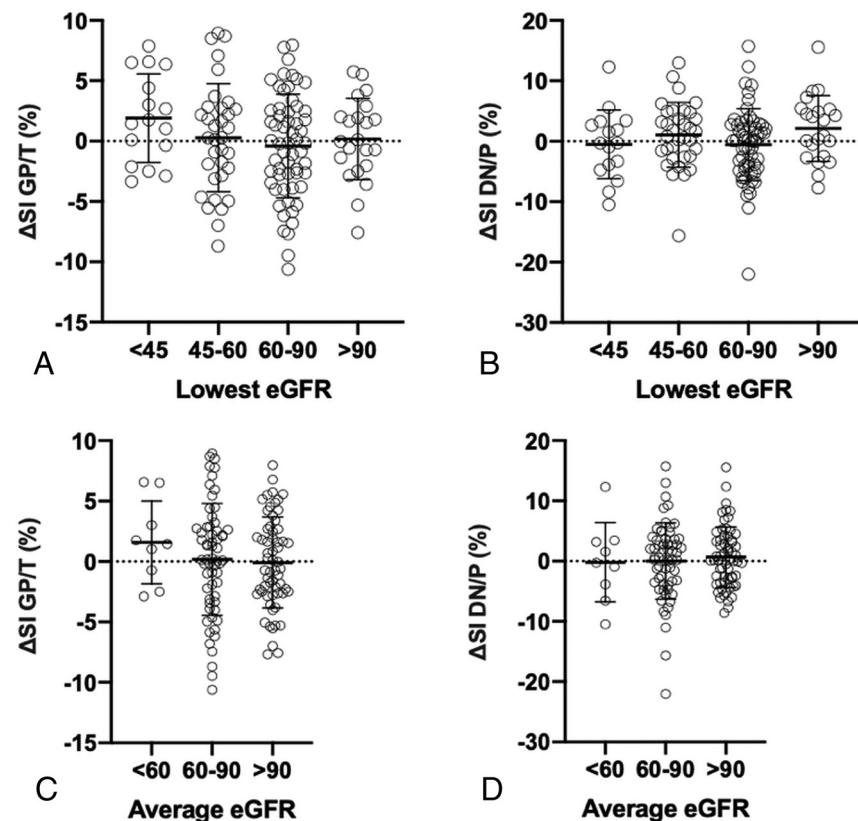 10
5
0
-5
-10
-15
ΔSI GP/T (%)
<45 45-60 60-90 >90
Lowest eGFR
A
20
10
0
-10
-20
-30
ΔSI DN/P (%)
<45 45-60 60-90 >90
Lowest eGFR
B
10
5
0
-5
-10
-15
ΔSI GP/T (%)
<60 60-90 >90
Average eGFR
C
20
10
0
-10
-20
-30
ΔSI DN/P (%)
<60 60-90 >90
Average eGFR
D